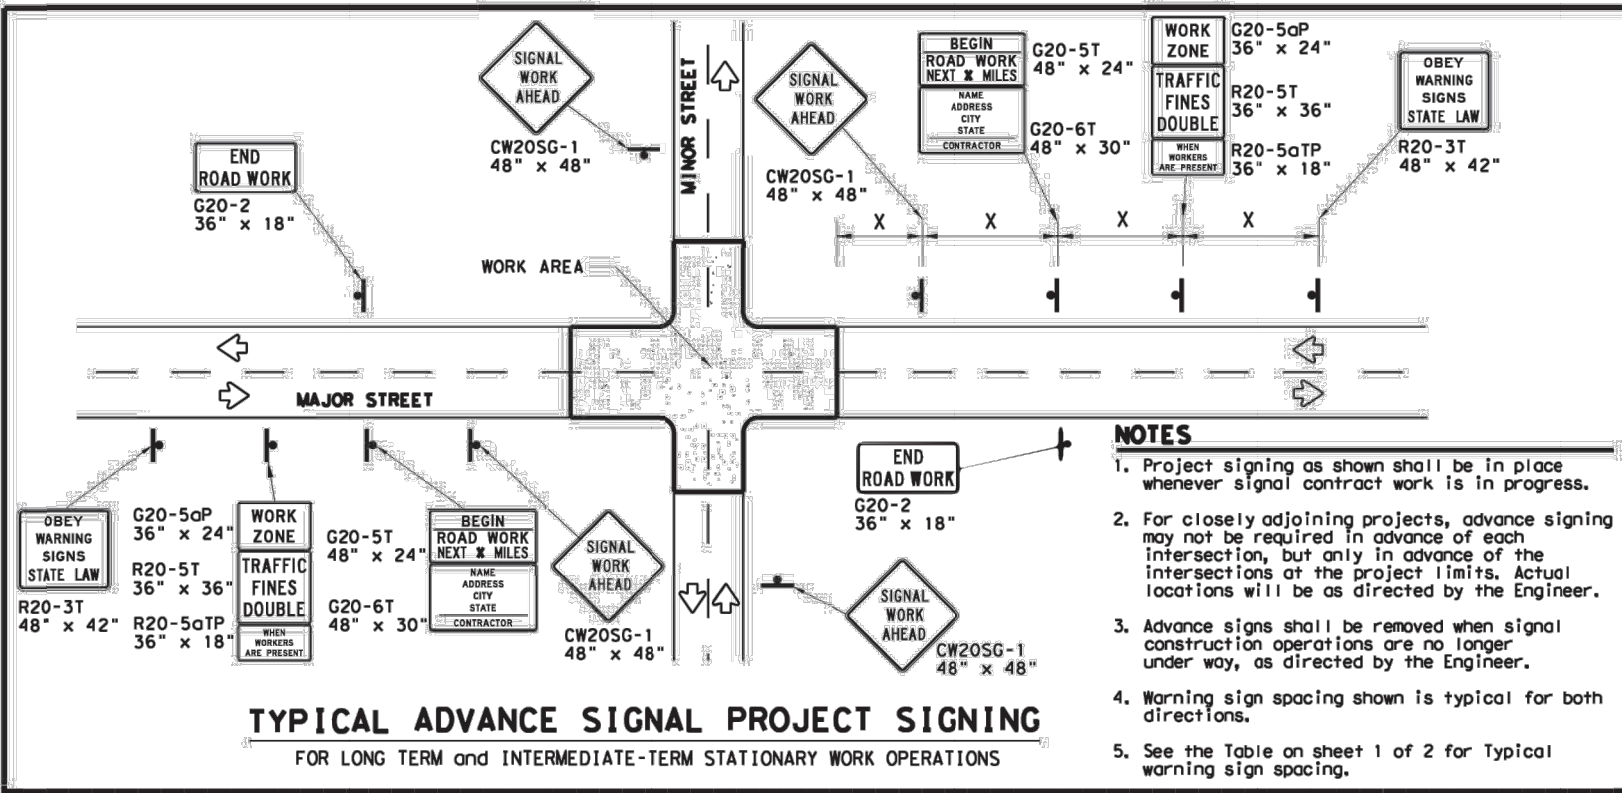 SIGNAL
WORK
AHEAD
CW20SG-1
48" x 48"
END
ROAD WORK
G20-2
36" x 18"
MINOR STREET
SIGNAL
WORK
AHEAD
CW20SG-1
48" x 48"
BEGIN
ROAD WORK
NEXT X MILES
NAME
ADDRESS
CITY
STATE
CONTRACTOR
G20-5T
48" x 24"
G20-6T
48" x 30"
WORK
ZONE
TRAFFIC
FINES
DOUBLE
WHEN
WORKERS
ARE PRESENT
G20-5aP
36" x 24"
R20-5T
36" x 36"
R20-5aTP
36" x 18"
OBEY
WARNING
SIGNS
STATE LAW
R20-3T
48" x 42"
X X X X
WORK AREA
MAJOR STREET
OBEY
WARNING
SIGNS
STATE LAW
R20-3T
48" x 42"
G20-5aP
36" x 24"
R20-5T
36" x 36"
R20-5aTP
36" x 18"
WORK
ZONE
TRAFFIC
FINES
DOUBLE
WHEN
WORKERS
ARE PRESENT
G20-5T
48" x 24"
G20-6T
48" x 30"
BEGIN
ROAD WORK
NEXT X MILES
NAME
ADDRESS
CITY
STATE
CONTRACTOR
SIGNAL
WORK
AHEAD
CW20SG-1
48" x 48"
END
ROAD WORK
G20-2
36" x 18"
SIGNAL
WORK
AHEAD
CW20SG-1
48" x 48"
TYPICAL ADVANCE SIGNAL PROJECT SIGNING
FOR LONG TERM and INTERMEDIATE-TERM STATIONARY WORK OPERATIONS
NOTES
1. Project signing as shown shall be in place
whenever signal contract work is in progress.
2. For closely adjoining projects, advance signing
may not be required in advance of each
intersection, but only in advance of the
intersections at the project limits. Actual
locations will be as directed by the Engineer.
3. Advance signs shall be removed when signal
construction operations are no longer
under way, as directed by the Engineer.
4. Warning sign spacing shown is typical for both
directions.
5. See the Table on sheet 1 of 2 for Typical
warning sign spacing.